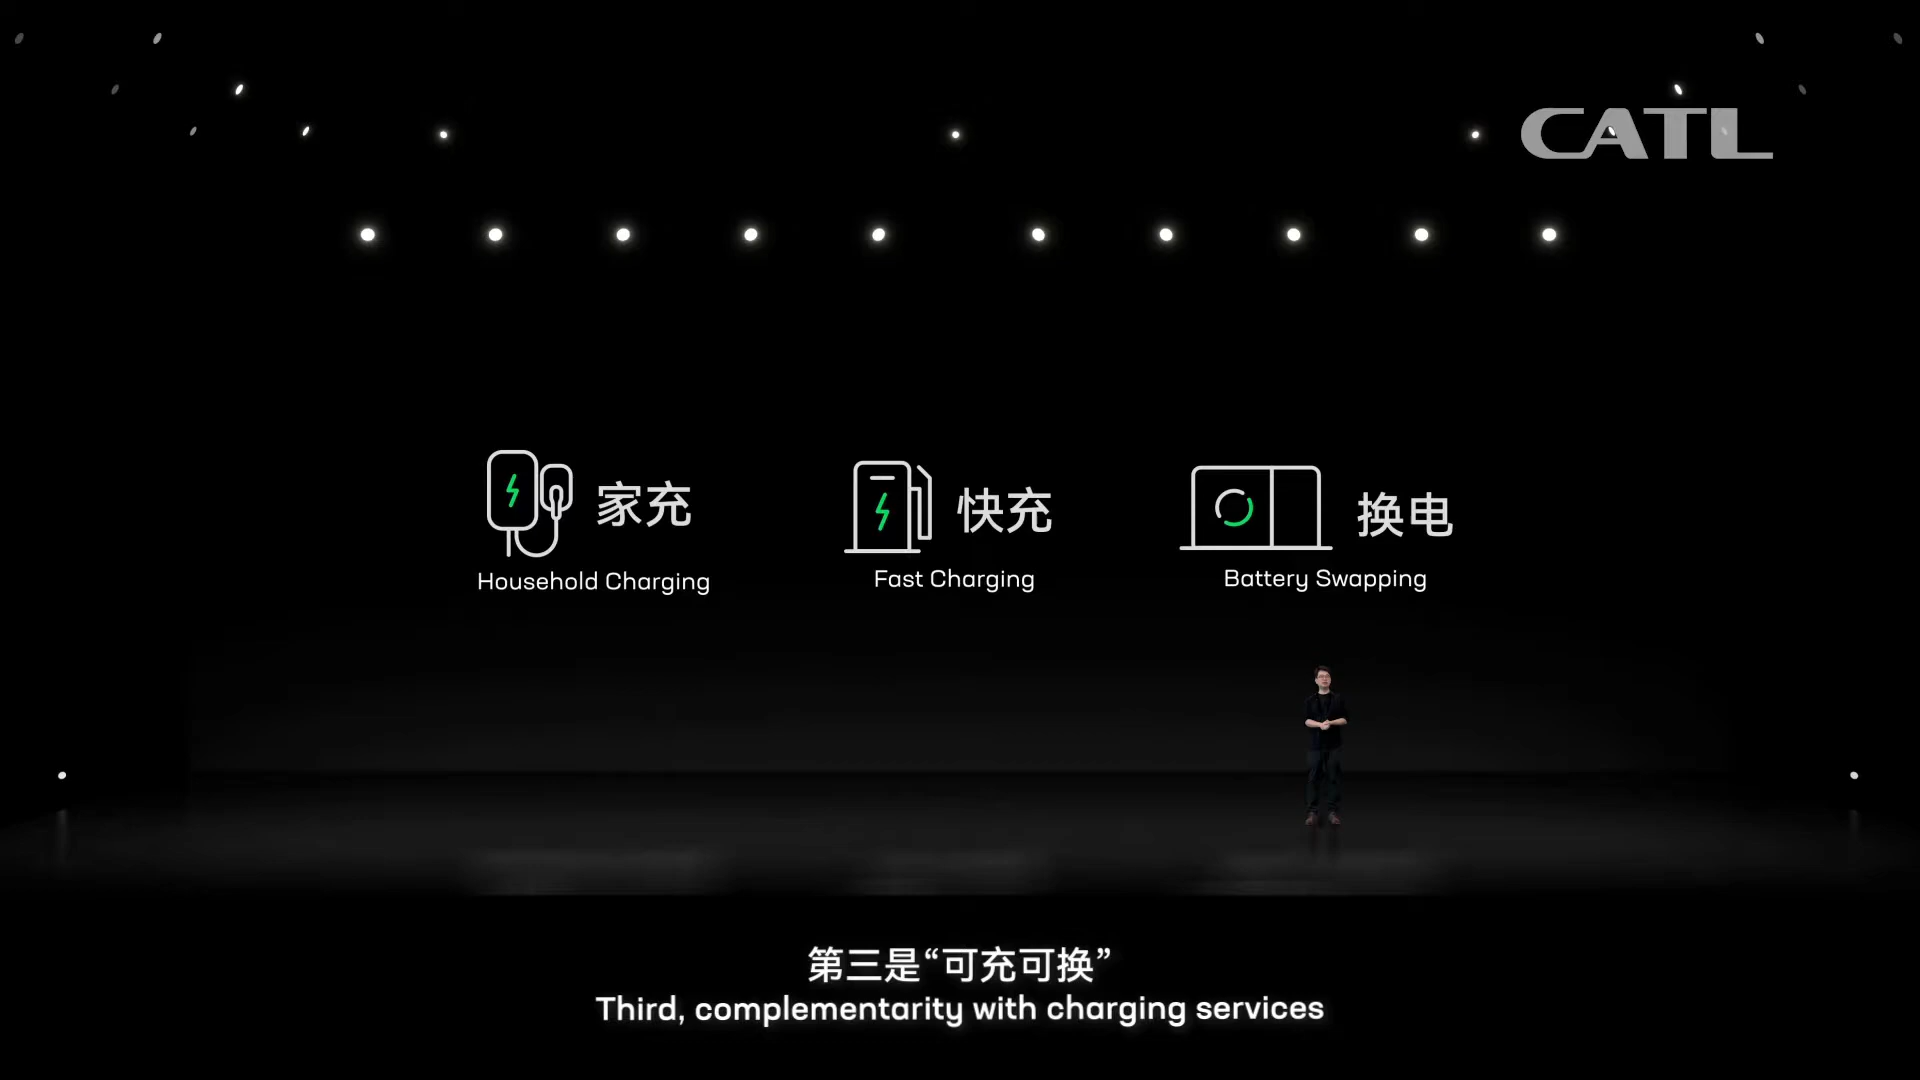 CATL
家充
Household Charging
快充
Fast Charging
换电
Battery Swapping
第三是“可充可换”
Third, complementarity with charging services